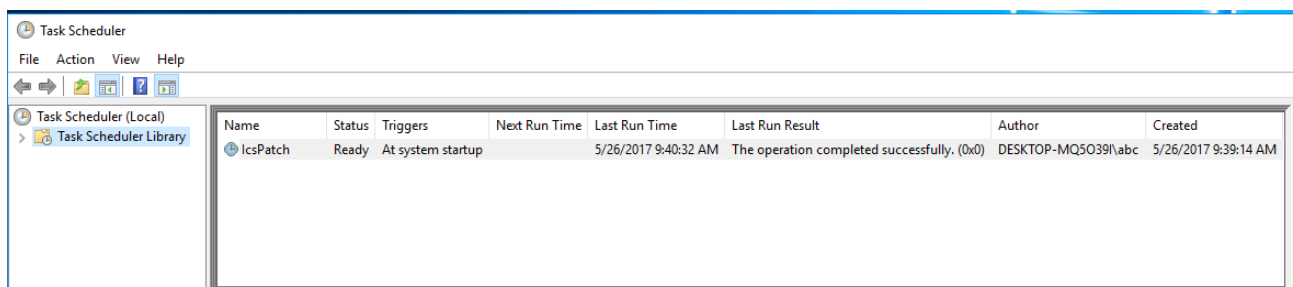 Task Scheduler
File Action View Help
Task Scheduler (Local)
Task Scheduler Library
Name Status Triggers Next Run Time Last Run Time Last Run Result Author Created
IcsPatch Ready At system startup 5/26/2017 9:40:32 AM The operation completed successfully. (0x0) DESKTOP-MQ5O39I\abc 5/26/2017 9:39:14 AM